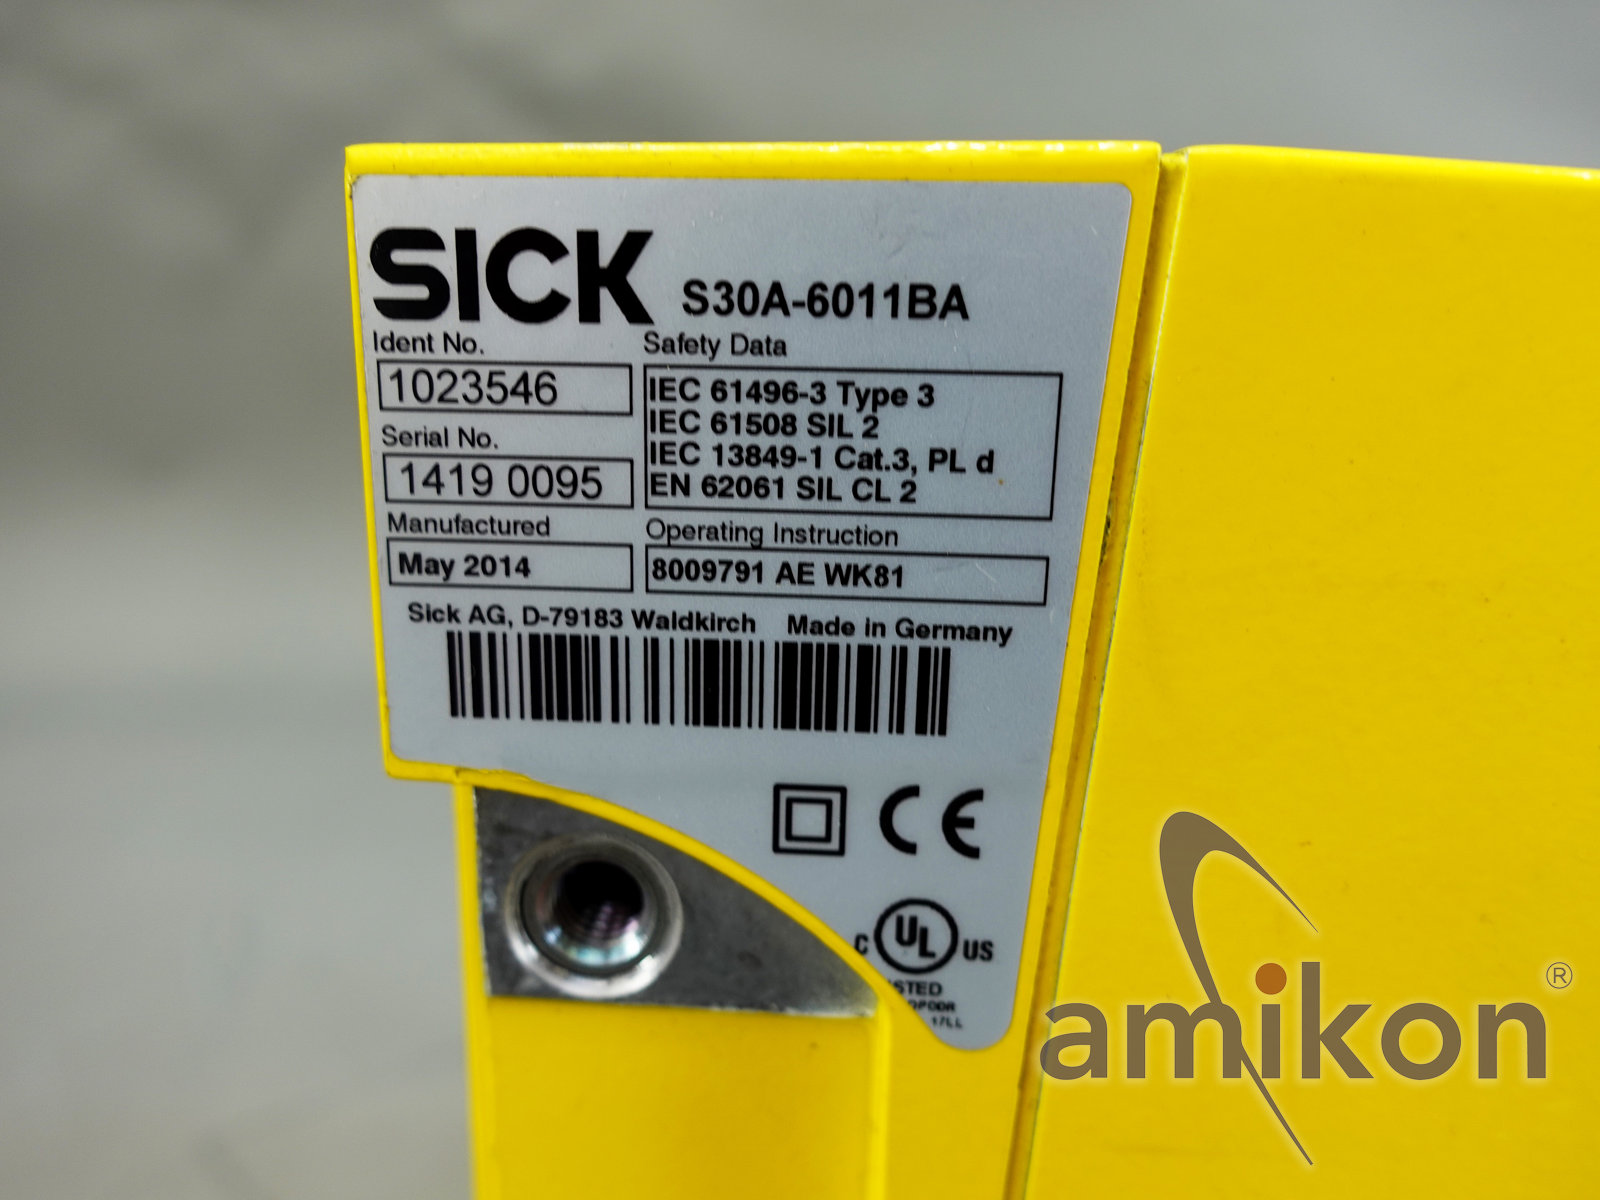 SICK S30A-6011BA
Ident No.
1023546
Serial No.
1419 0095
Manufactured
May 2014
Safety Data
IEC 61496-3 Type 3
IEC 61508 SIL 2
IEC 13849-1 Cat.3, PL d
EN 62061 SIL CL 2
Operating Instruction
8009791 AE WK81
Sick AG, D-79183 Waldkirch Made in Germany
CE
C UL US
STED
17LL
amikon®